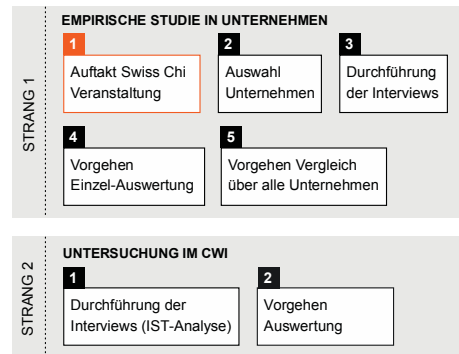 STRANG 1
EMPIRISCHE STUDIE IN UNTERNEHMEN
1
Auftakt Swiss Chi
Veranstaltung
2
Auswahl
Unternehmen
3
Durchführung
der Interviews
4
Vorgehen
Einzel-Auswertung
5
Vorgehen Vergleich
über alle Unternehmen
STRANG 2
UNTERSUCHUNG IM CWI
1
Durchführung der
Interviews (IST-Analyse)
2
Vorgehen
Auswertung